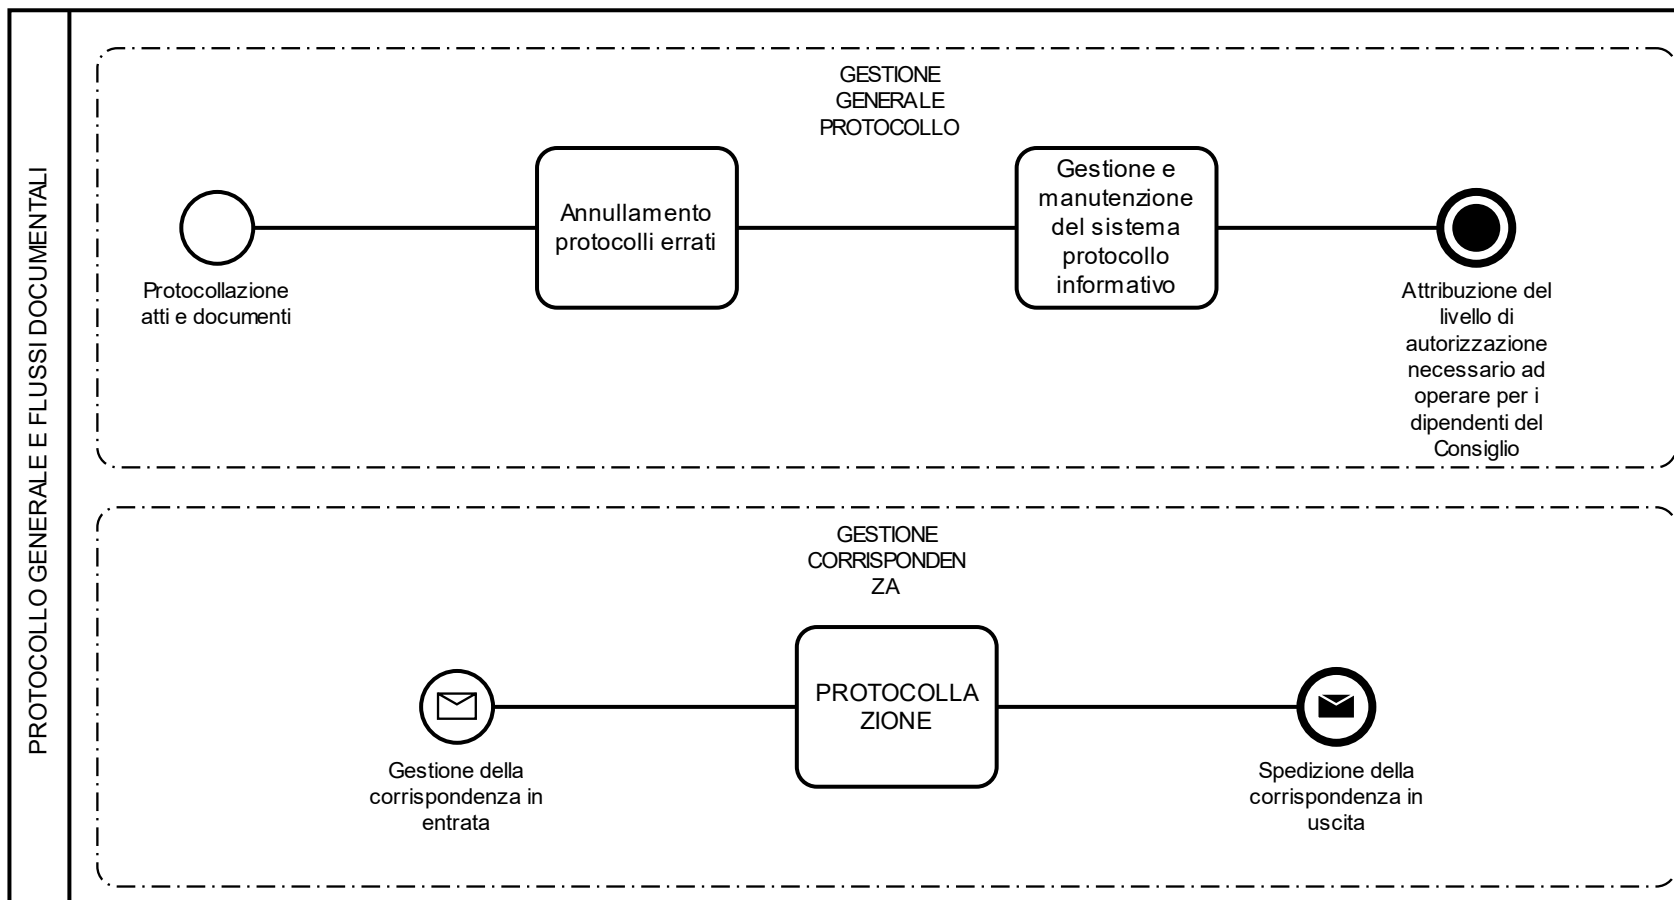 PROTOCOLLO GENERALE E FLUSSI DOCUMENTALI
GESTIONE
GENERALE
PROTOCOLLO
Protocollazione
atti e documenti
Annullamento
protocolli errati
Gestione e
manutenzione
del sistema
protocollo
informativo
Attribuzione del
livello di
autorizzazione
necessario ad
operare per i
dipendenti del
Consiglio
GESTIONE
CORRISPONDEN
ZA
Gestione della
corrispondenza in
entrata
PROTOCOLLA
ZIONE
Spedizione della
corrispondenza in
uscita